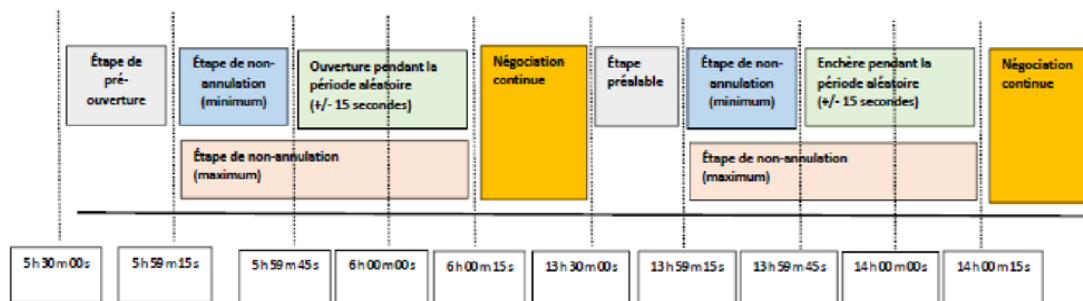 Étape de
pré-
ouverture
Étape de non-
annulation
(minimum)
Ouverture pendant la
période aléatoire
(+/- 15 secondes)
Négociation
continue
Étape
préalable
Étape de non-
annulation
(minimum)
Enchère pendant la
période aléatoire
(+/- 15 secondes)
Négociation
continue
Étape de non-annulation
(maximum)
Étape de non-annulation
(maximum)
5 h 30 m 00 s
5 h 59 m 15 s
5 h 59 m 45 s
6 h 00 m 00 s
6 h 00 m 15 s
13 h 30 m 00 s
13 h 59 m 15 s
13 h 59 m 45 s
14 h 00 m 00 s
14 h 00 m 15 s